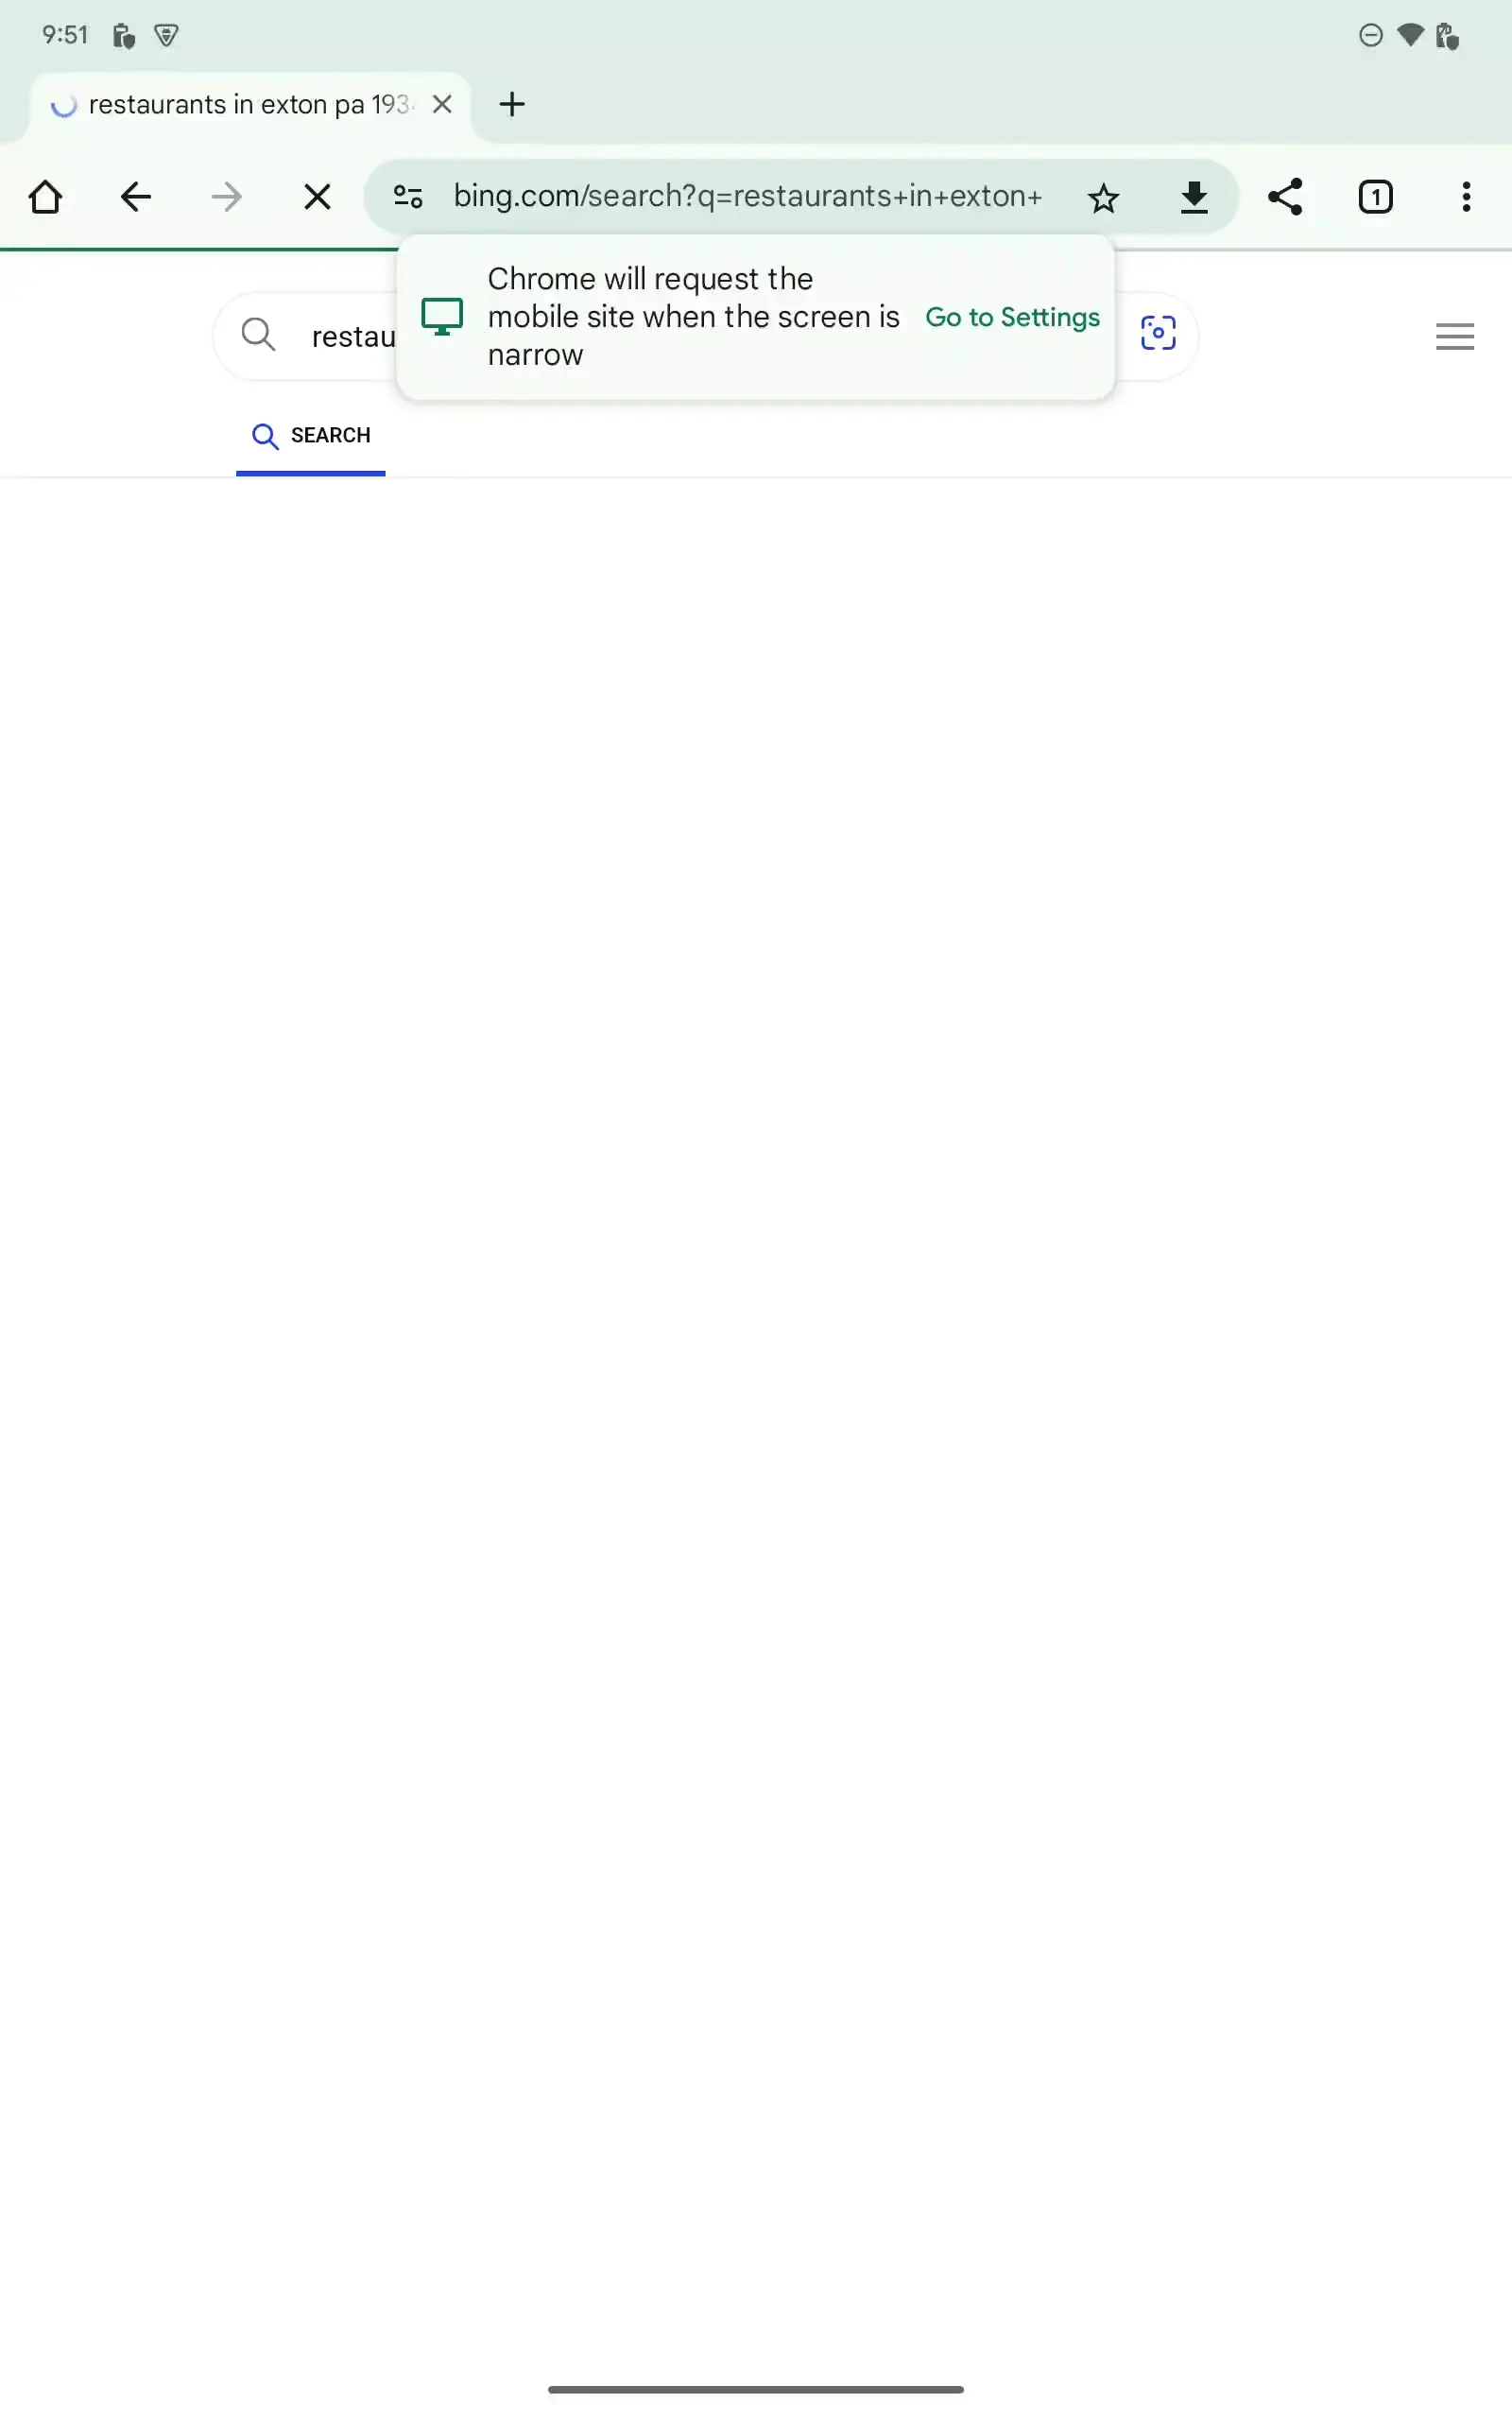 9:51
restaurants in exton pa 193
bing.com/search?q=restaurants+in+exton+
1
Chrome will request the
mobile site when the screen is
narrow
Go to Settings
restau
SEARCH